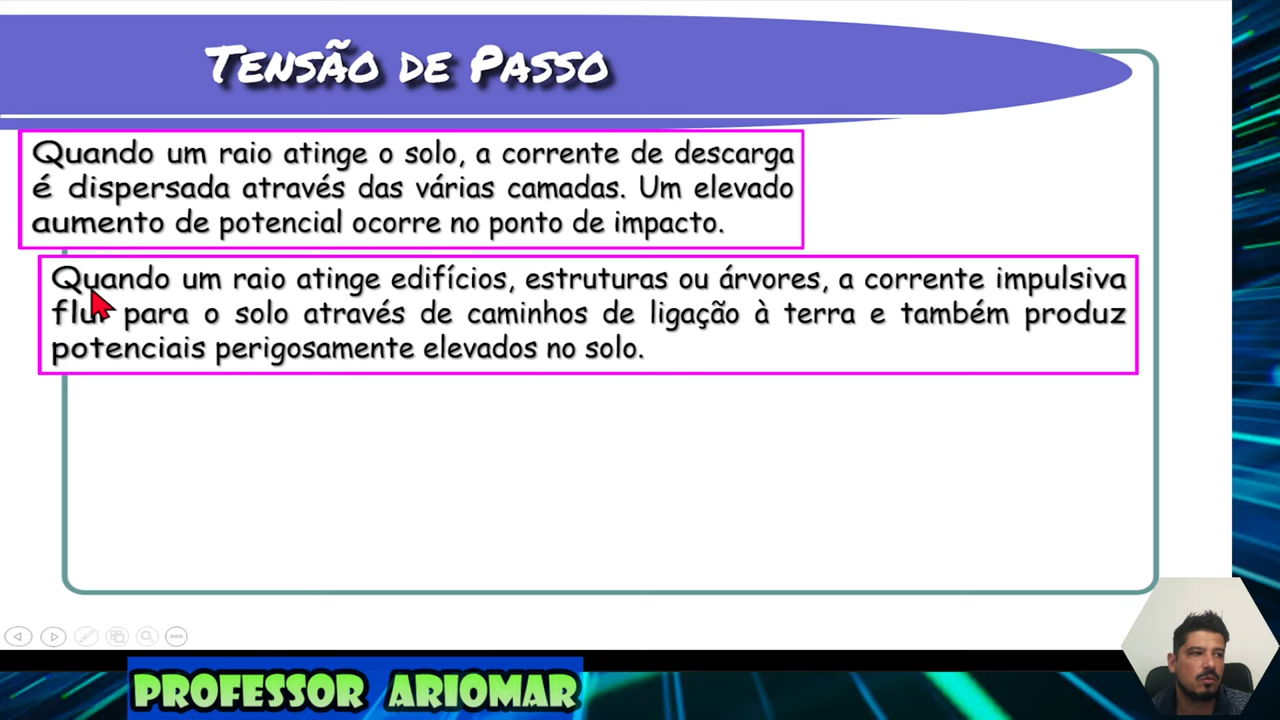 Tensão de Passo
Quando um raio atinge o solo, a corrente de descarga
é dispersada através das várias camadas. Um elevado
aumento de potencial ocorre no ponto de impacto.
Quando um raio atinge edifícios, estruturas ou árvores, a corrente impulsiva
flui para o solo através de caminhos de ligação à terra e também produz
potenciais perigosamente elevados no solo.
PROFESSOR ARIOMAR